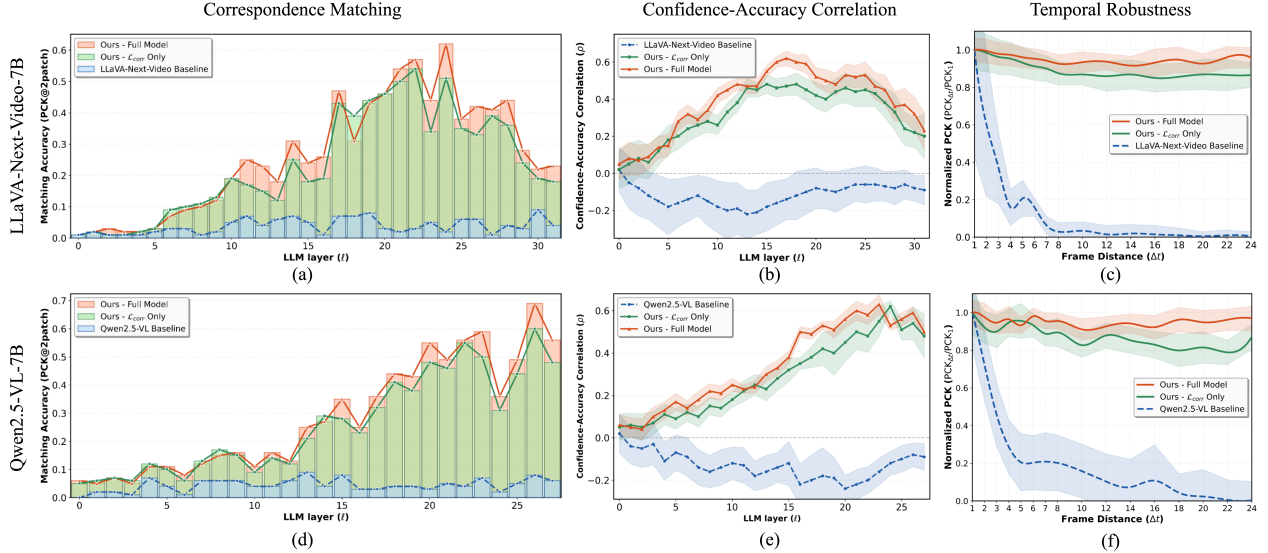 Correspondence Matching
Confidence-Accuracy Correlation
Temporal Robustness
LLaVA-Next-Video-7B
Matching Accuracy (PCK@2patch)
0.6
0.5
0.4
0.3
0.2
0.1
0.0
Ours - Full Model
Ours - ℒcorr Only
LLaVA-Next-Video Baseline
0 5 10 15 20 25 30
LLM layer (ℓ)
(a)
Confidence-Accuracy Correlation (ρ)
0.6
0.4
0.2
0.0
−0.2
LLaVA-Next-Video Baseline
Ours - ℒcorr Only
Ours - Full Model
0 5 10 15 20 25 30
LLM layer (ℓ)
(b)
Normalized PCK (PCKΔt/PCK1)
1.0
0.8
0.6
0.4
0.2
0.0
Ours - Full Model
Ours - ℒcorr Only
LLaVA-Next-Video Baseline
1 2 3 4 5 6 7 8 10 12 14 16 18 20 22 24
Frame Distance (Δt)
(c)
Qwen2.5-VL-7B
Matching Accuracy (PCK@2patch)
0.7
0.6
0.5
0.4
0.3
0.2
0.1
0.0
Ours - Full Model
Ours - ℒcorr Only
Qwen2.5-VL Baseline
0 5 10 15 20 25
LLM layer (ℓ)
(d)
Confidence-Accuracy Correlation (ρ)
0.6
0.4
0.2
0.0
−0.2
Qwen2.5-VL Baseline
Ours - ℒcorr Only
Ours - Full Model
0 5 10 15 20 25
LLM layer (ℓ)
(e)
Normalized PCK (PCKΔt/PCK1)
1.0
0.8
0.6
0.4
0.2
0.0
Ours - Full Model
Ours - ℒcorr Only
Qwen2.5-VL Baseline
1 2 3 4 5 6 7 8 10 12 14 16 18 20 22 24
Frame Distance (Δt)
(f)